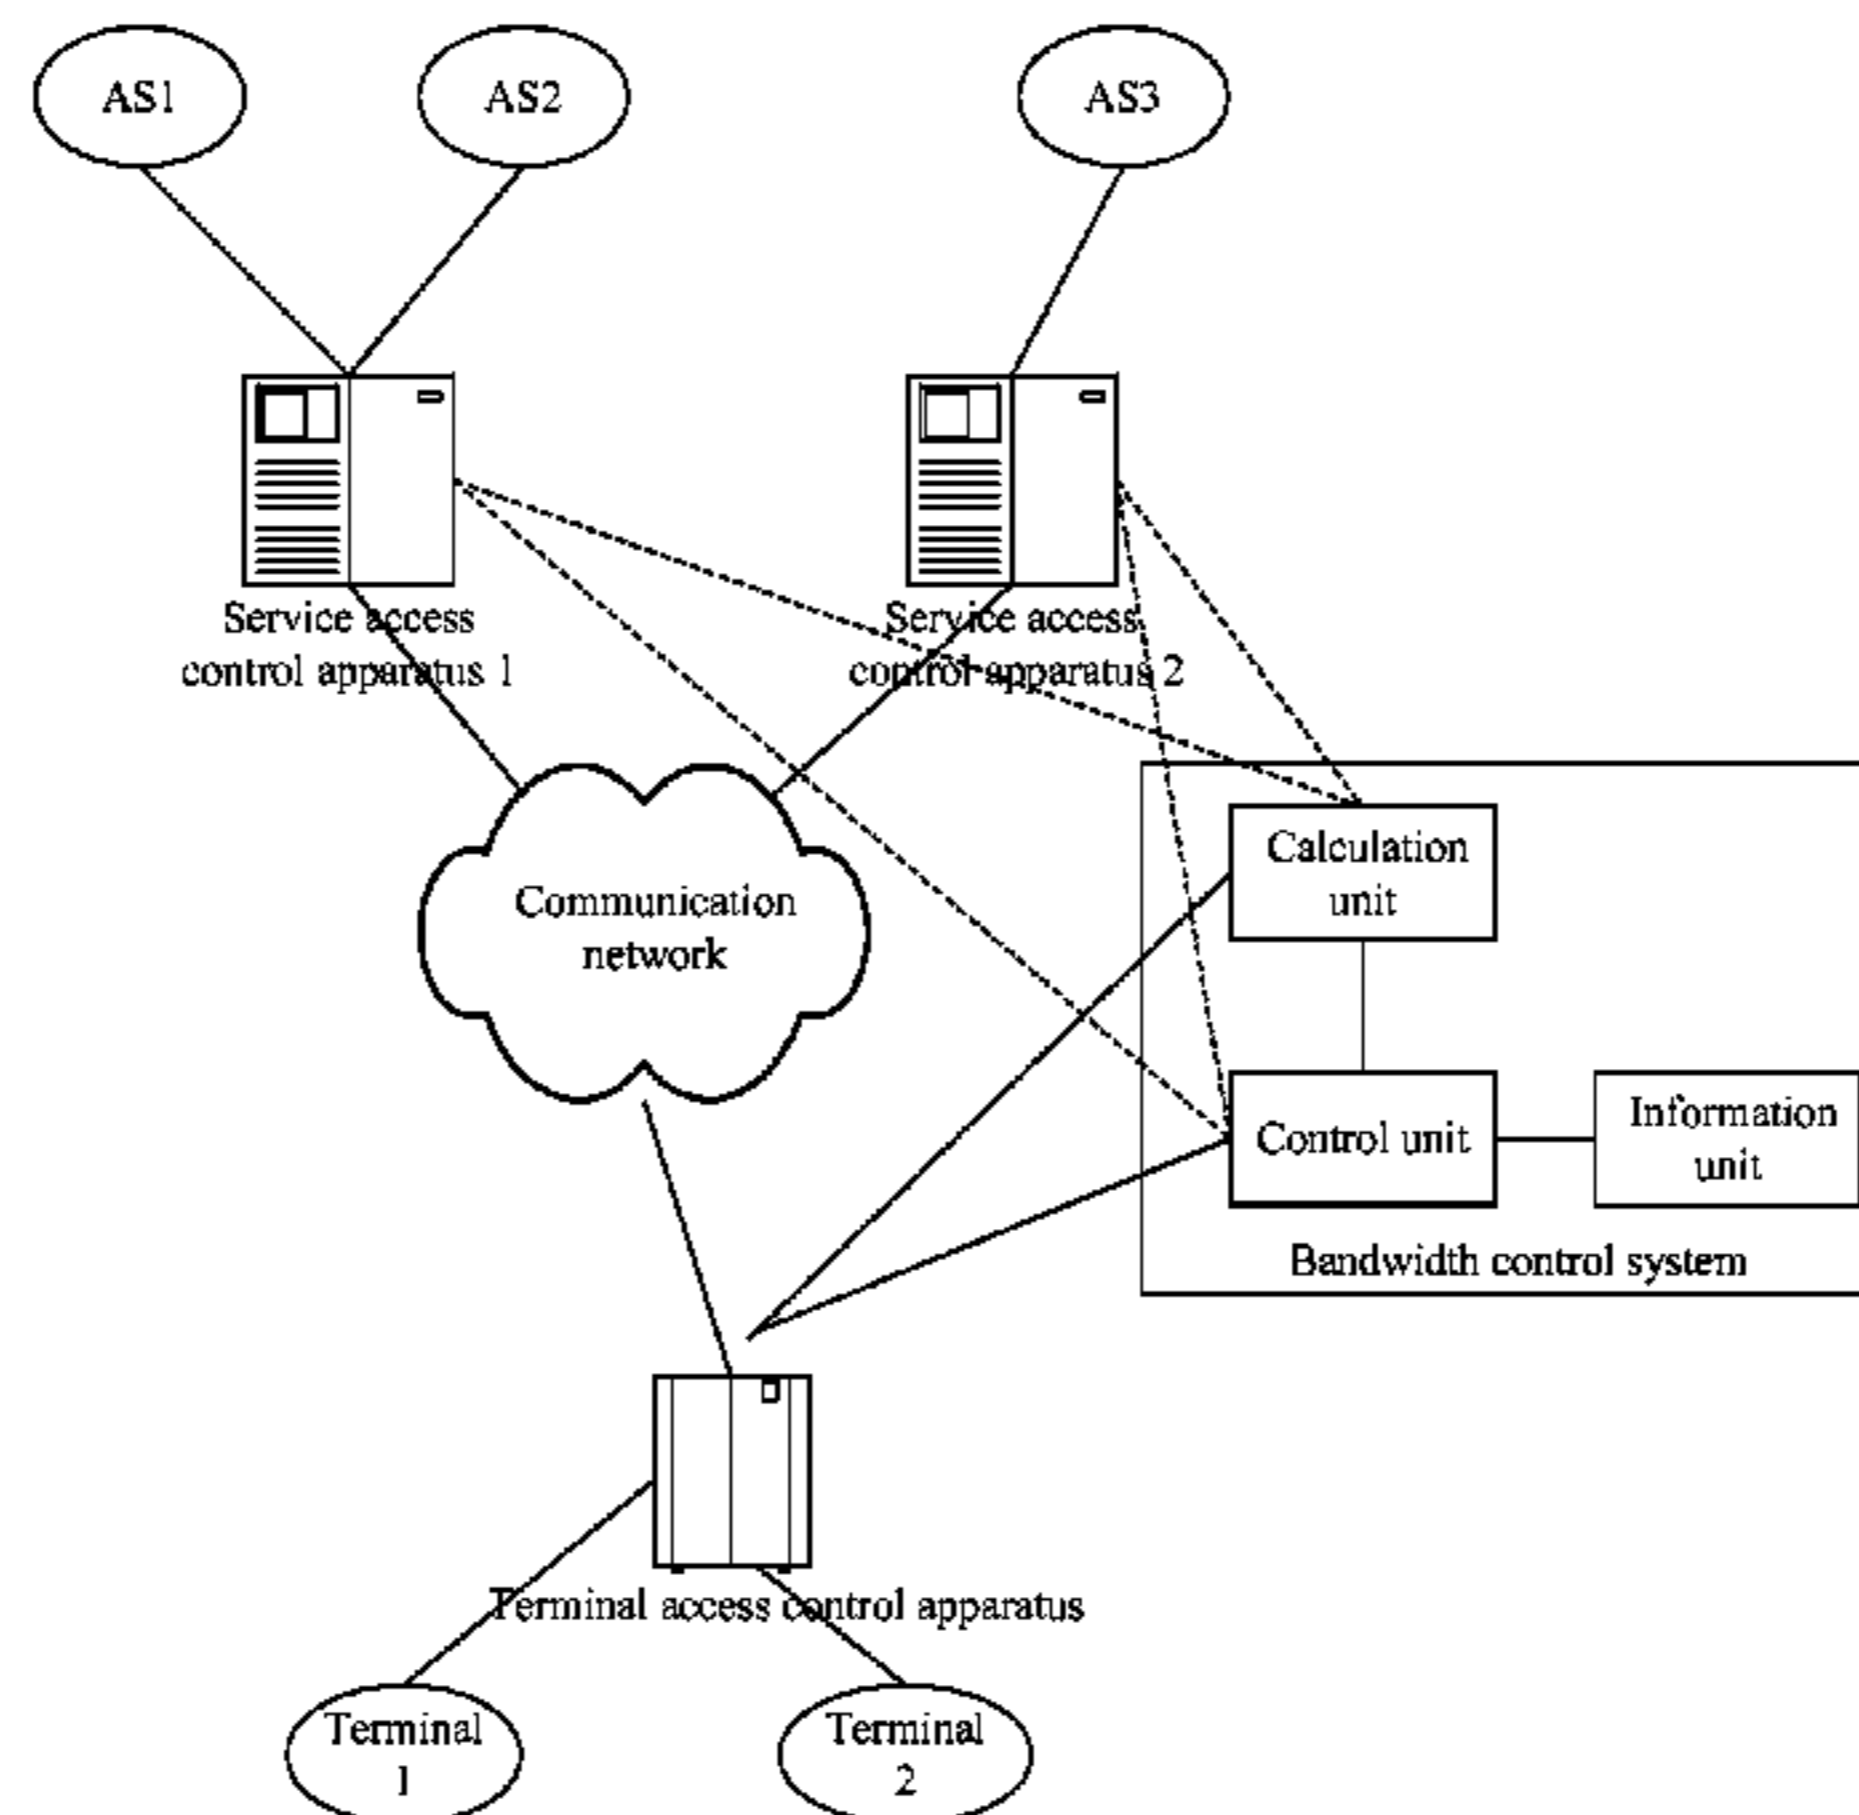 AS1
AS2
AS3
Service access
control apparatus 1
Service access
control apparatus 2
Communication
network
Calculation
unit
Control unit
Information
unit
Bandwidth control system
Terminal access control apparatus
Terminal
1
Terminal
2